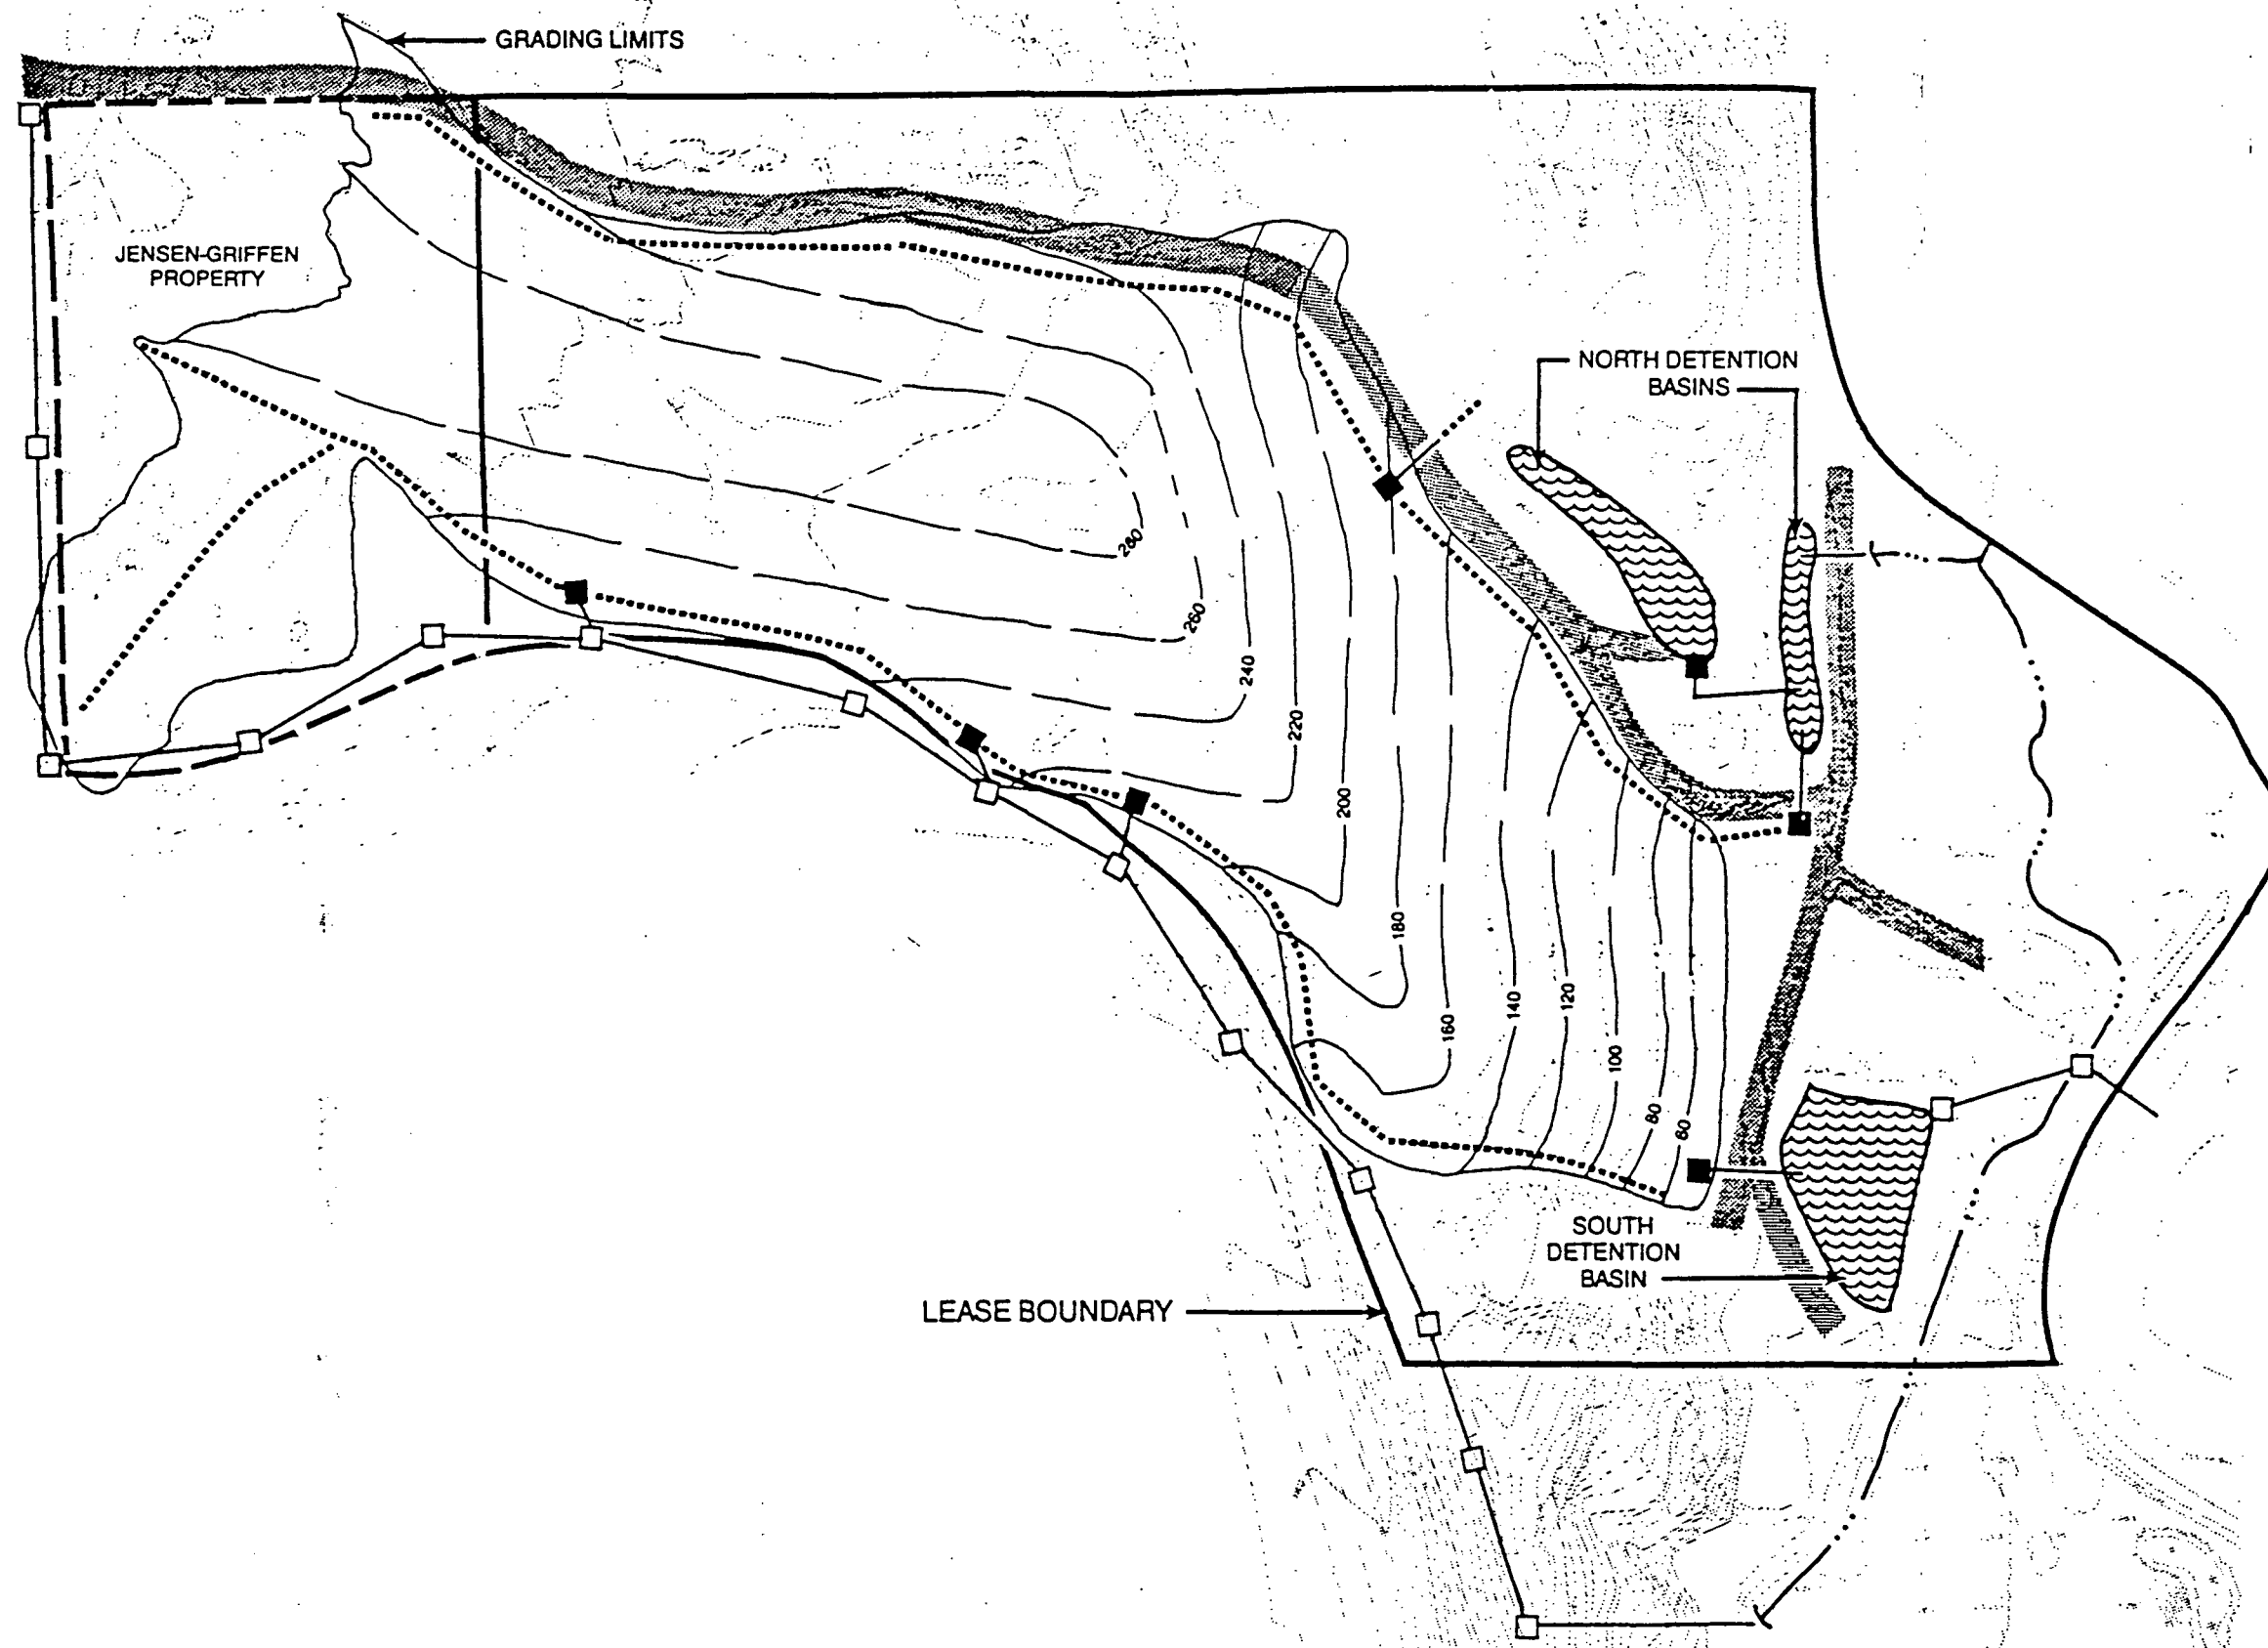 GRADING LIMITS
JENSEN-GRIFFEN
PROPERTY
NORTH DETENTION
BASINS
280
260
240
220
200
180
160
140
120
100
80
60
SOUTH
DETENTION
BASIN
LEASE BOUNDARY